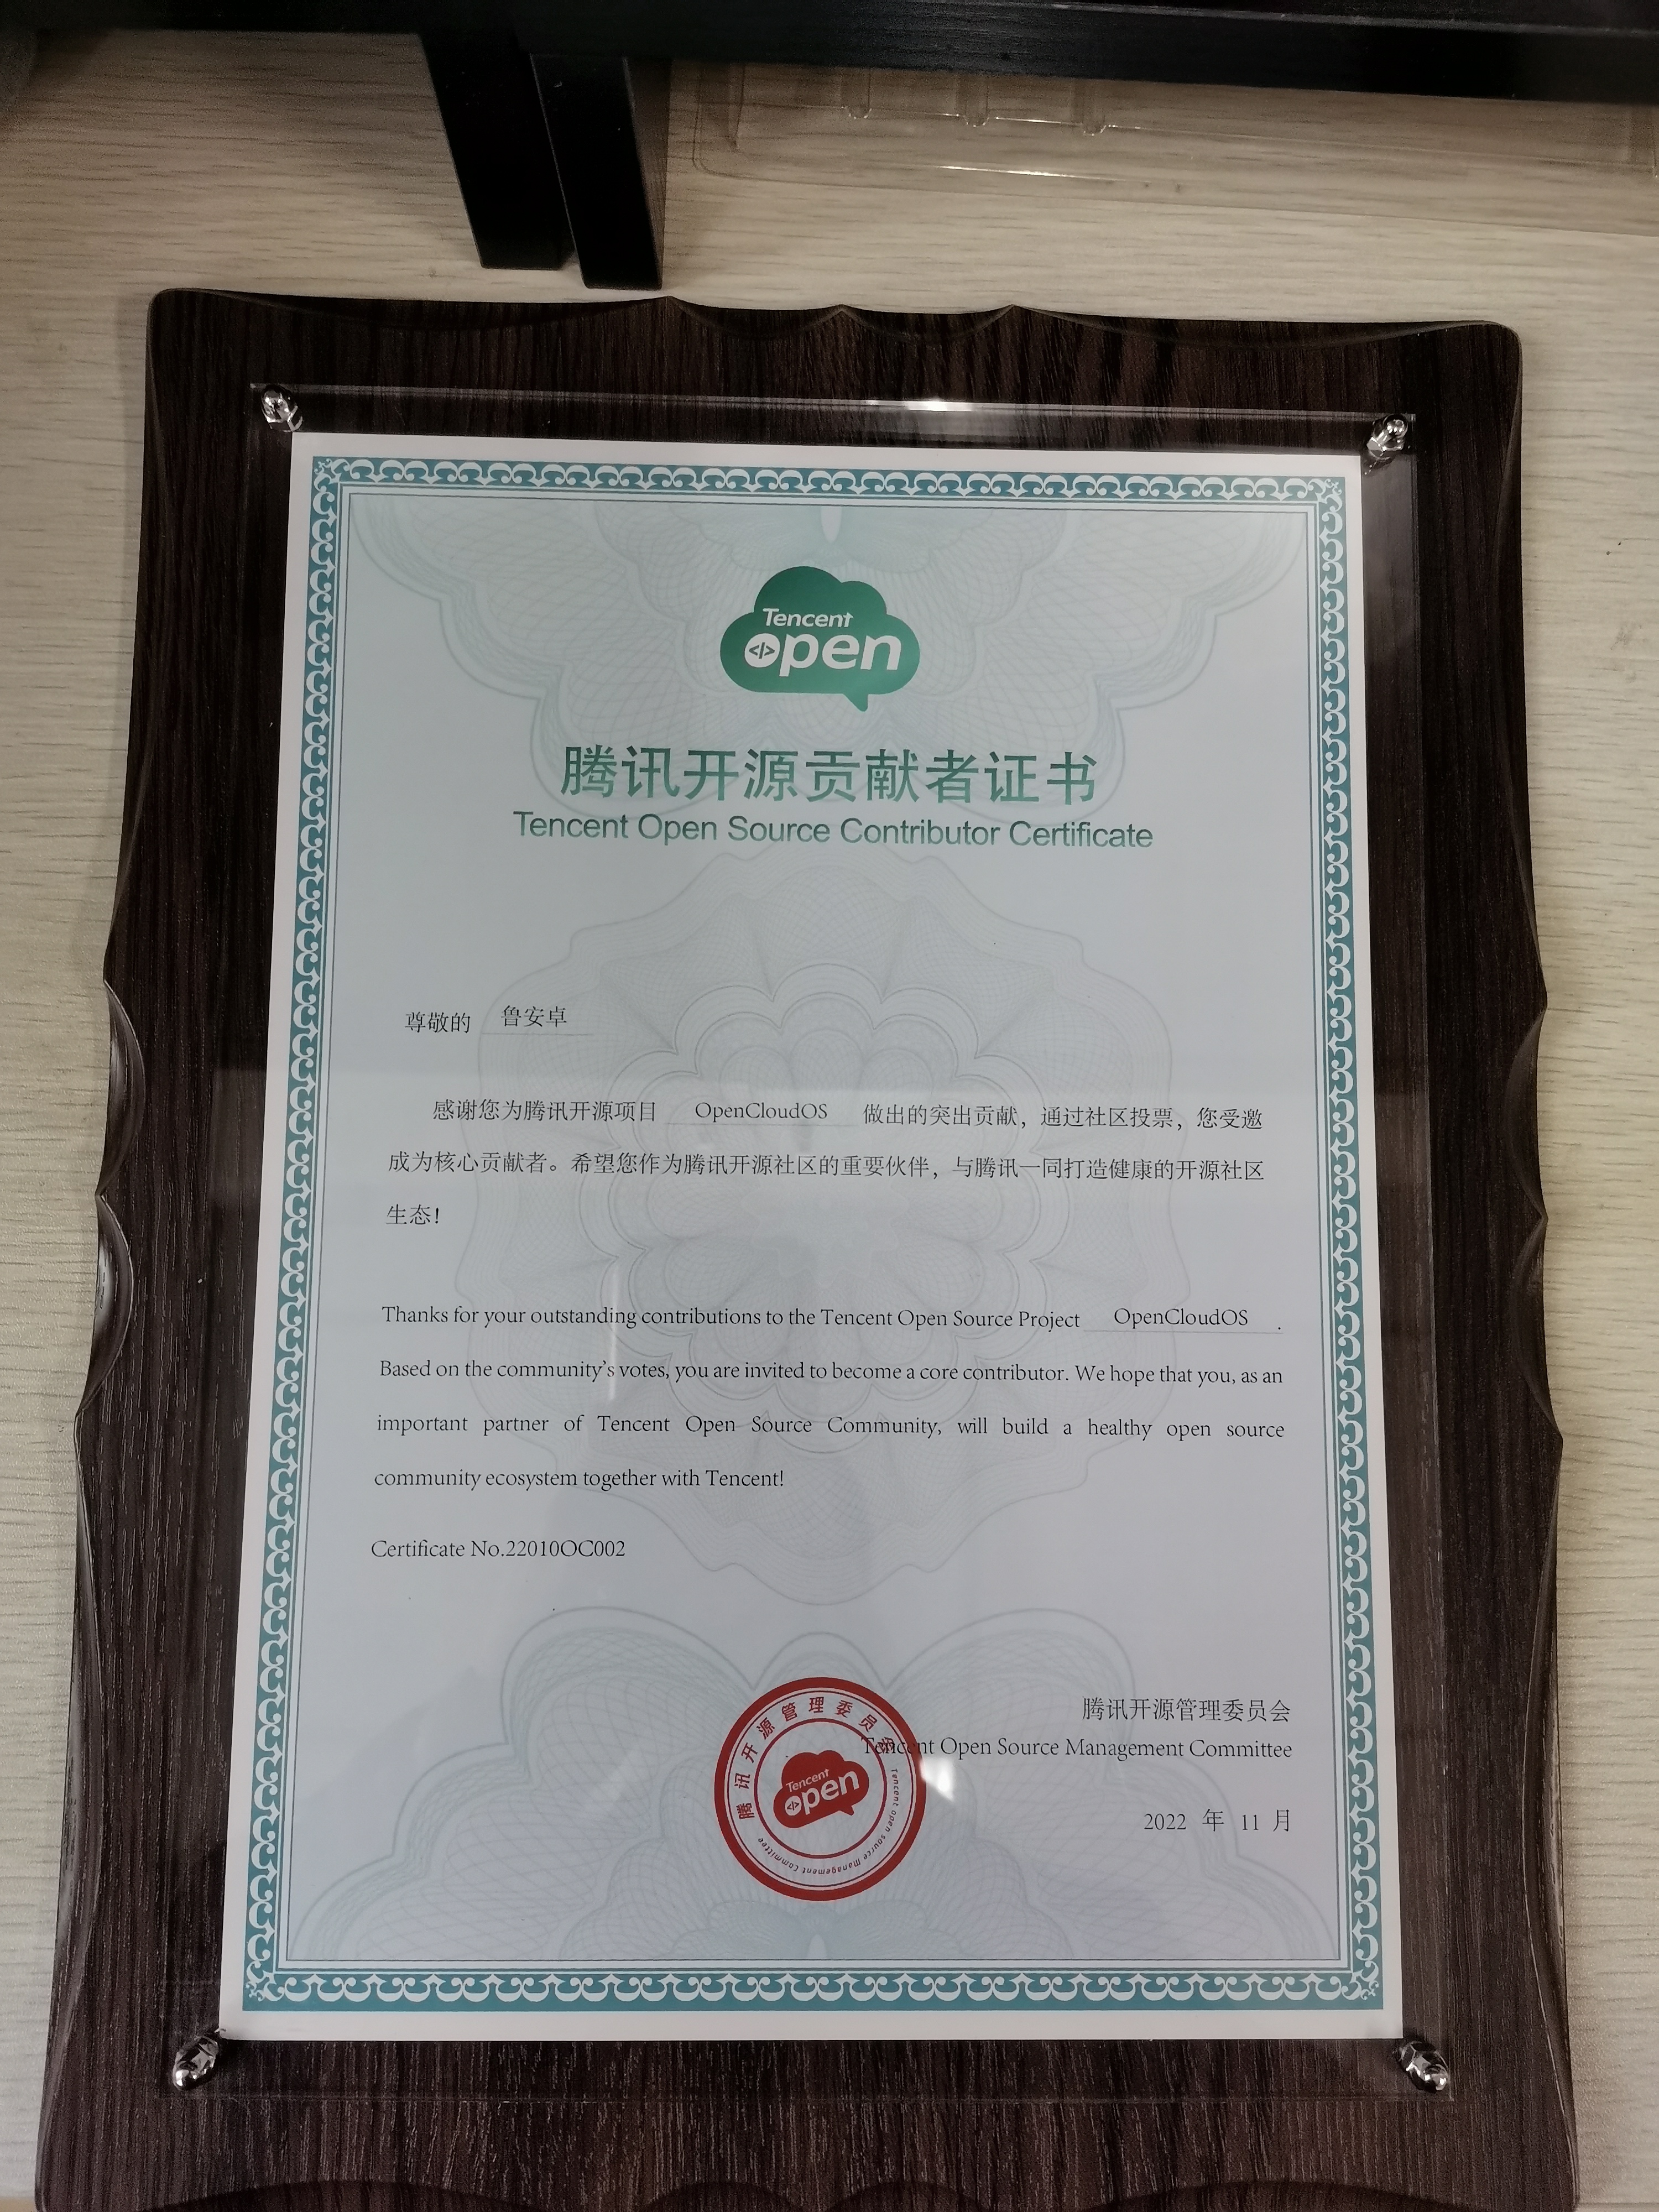 Tencent
open
腾讯开源贡献者证书
Tencent Open Source Contributor Certificate
尊敬的 鲁安卓
感谢您为腾讯开源项目 OpenCloudOS 做出的突出贡献，通过社区投票，您受邀
成为核心贡献者。希望您作为腾讯开源社区的重要伙伴，与腾讯一同打造健康的开源社区
生态！
Thanks for your outstanding contributions to the Tencent Open Source Project OpenCloudOS .
Based on the community's votes, you are invited to become a core contributor. We hope that you, as an
important partner of Tencent Open Source Community, will build a healthy open source
community ecosystem together with Tencent!
Certificate No.22010OC002
腾讯开源管理委员会
Tencent Open Source Management Committee
2022 年 11 月
腾讯开源管理委员会
Tencent
open
Tencent open source Management Committee